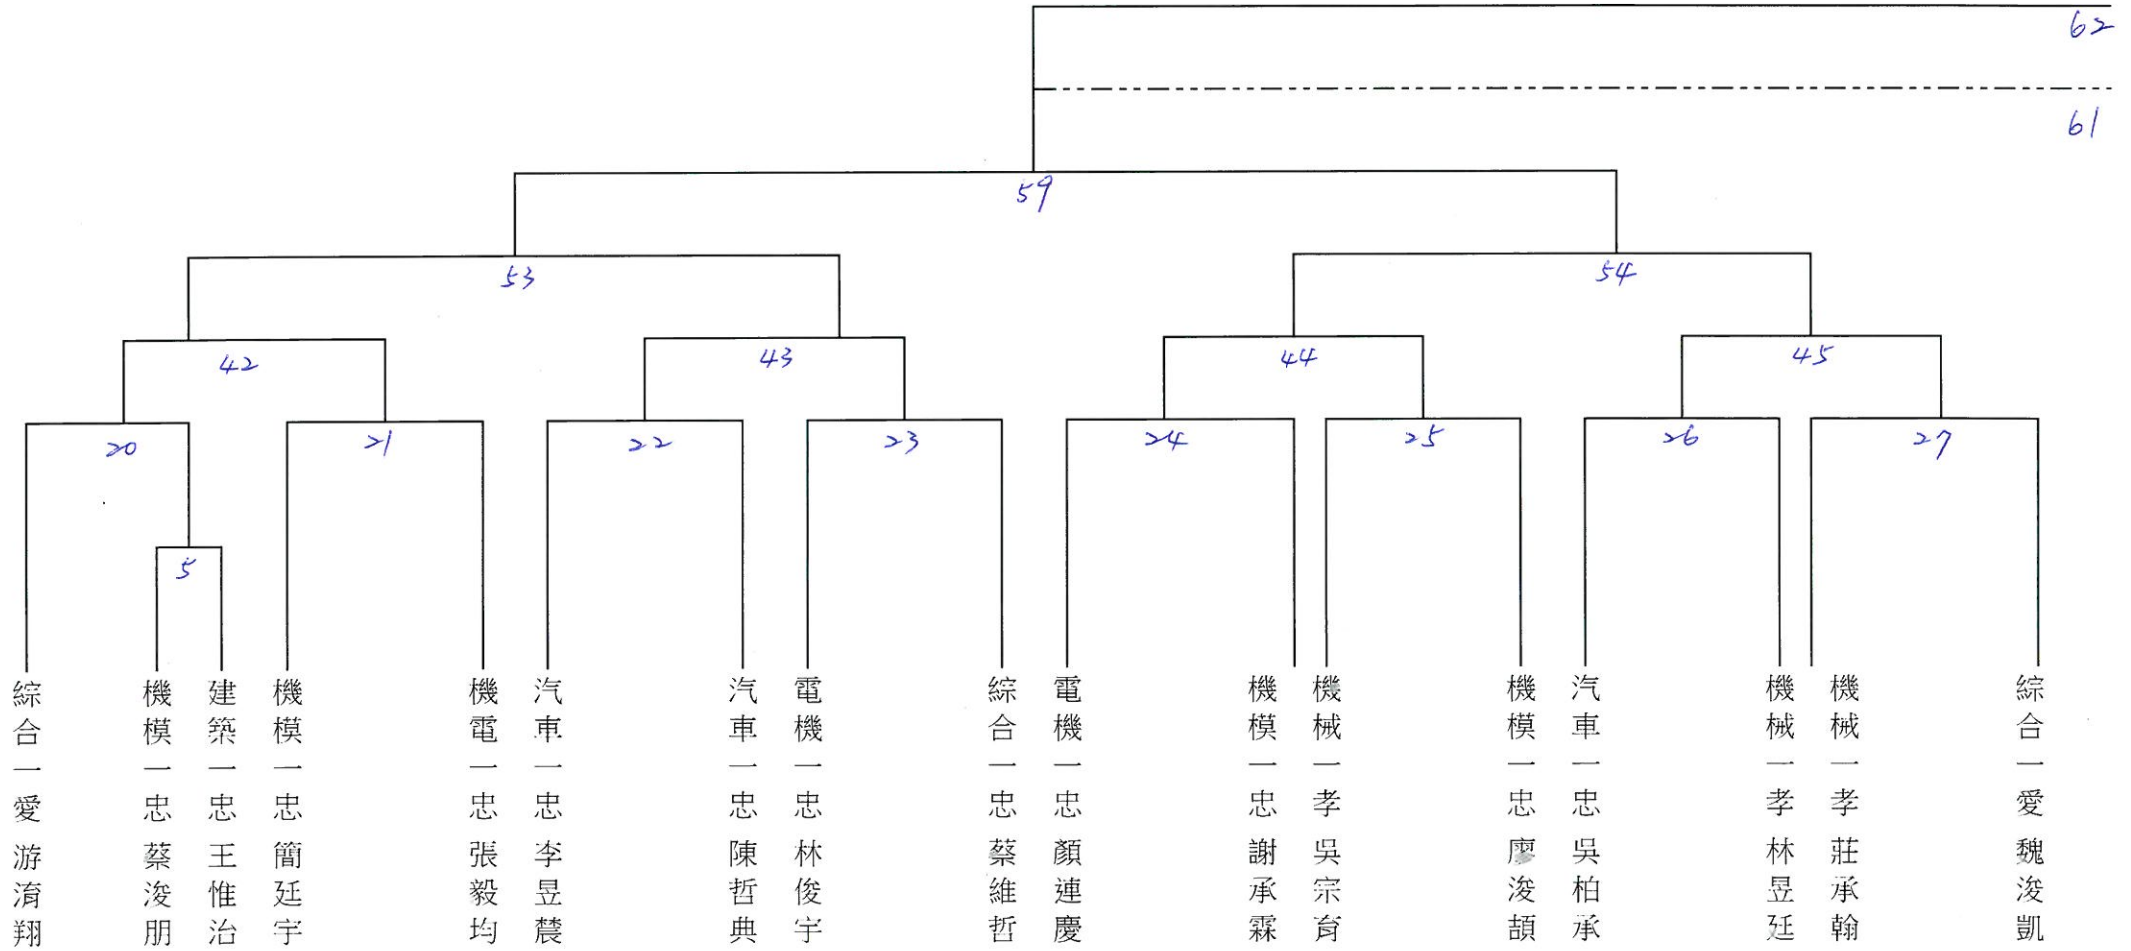 62
61
59
53
54
42
43
44
45
20
21
22
23
24
25
26
27
5
綜合一愛 游淯翔
機模一忠 蔡浚朋
建築一忠 王惟治
機模一忠 簡廷宇
機電一忠 張毅均
汽車一忠 李昱農
汽車一忠 陳哲典
電機一忠 林俊宇
綜合一忠 蔡維哲
電機一忠 顏連慶
機模一忠 謝承霖
機械一孝 吳宗育
機模一忠 廖浚頡
汽車一忠 吳柏承
機械一孝 林昱廷
機械一孝 莊承翰
綜合一愛 魏浚凱